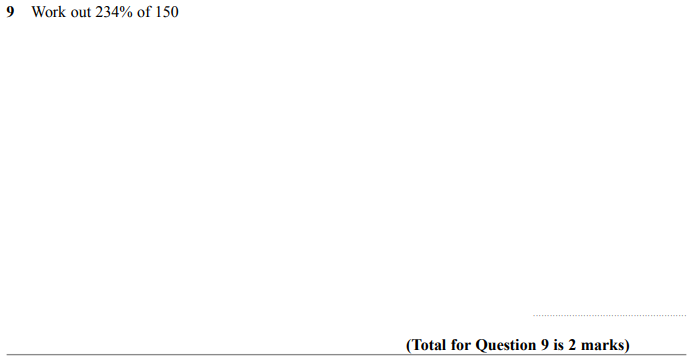 9 Work out 234% of 150
(Total for Question 9 is 2 marks)